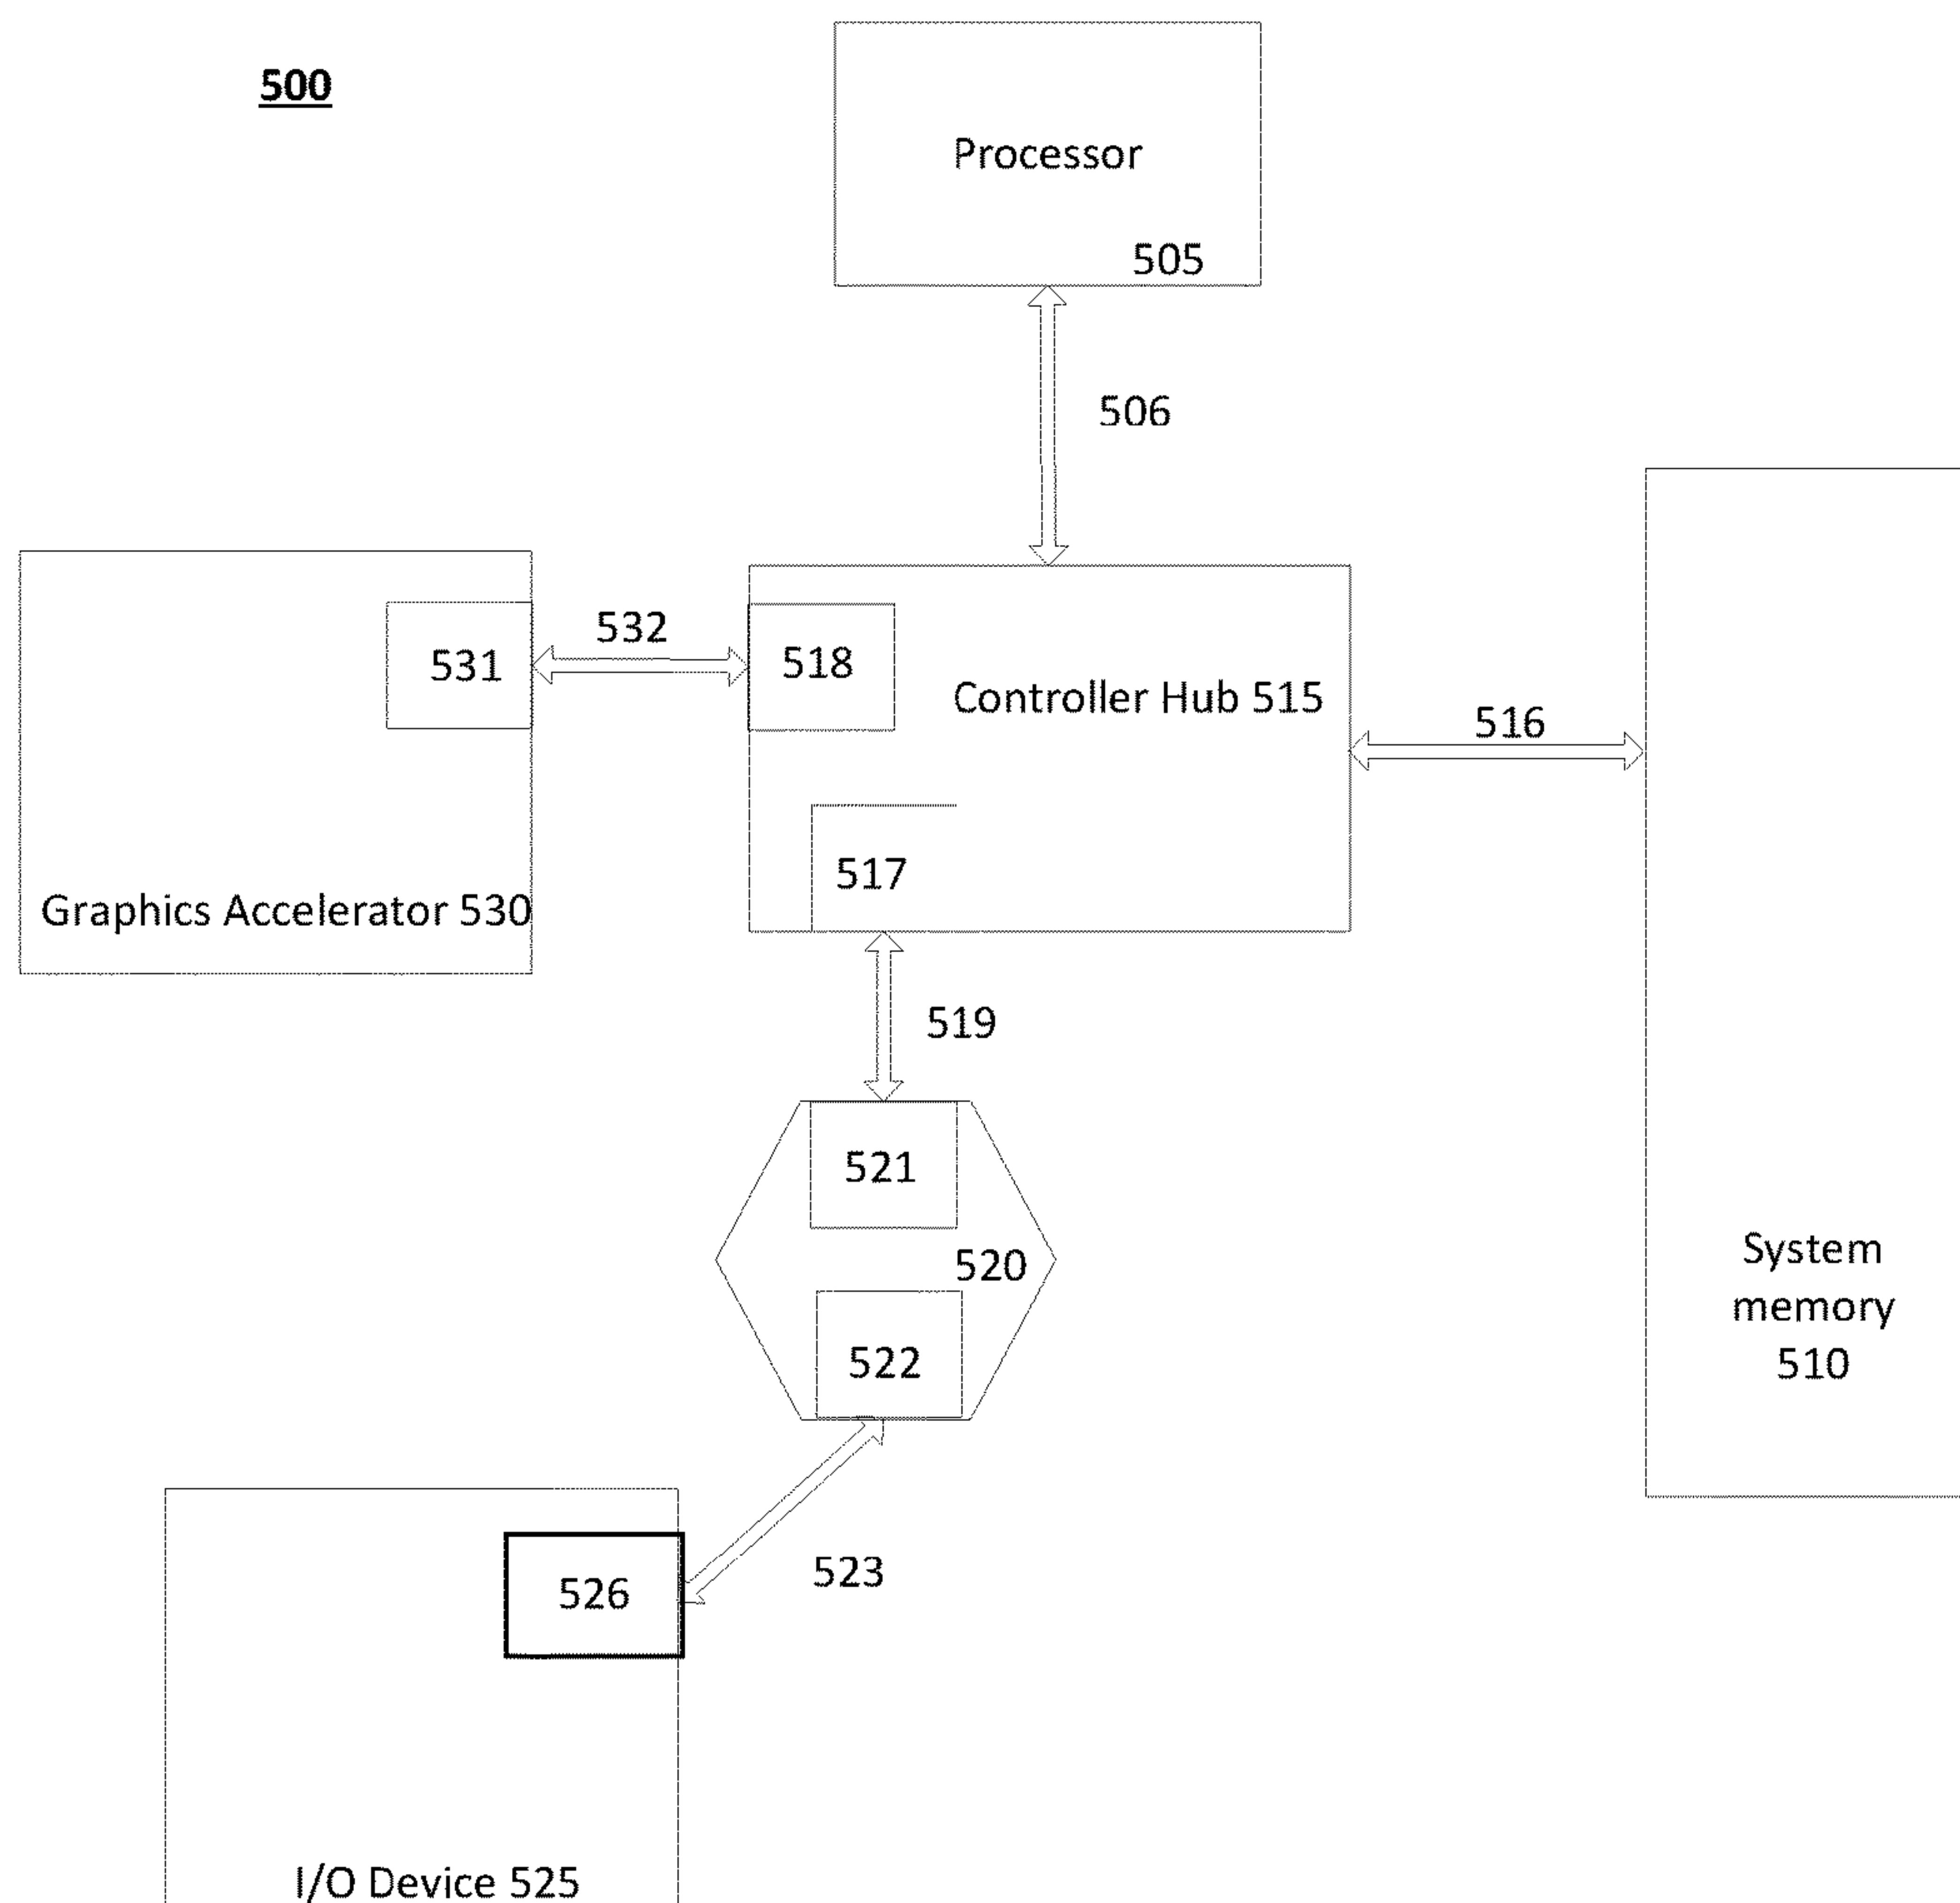 500
Processor
505
506
532
531
518
Controller Hub 515
516
517
Graphics Accelerator 530
519
521
520
522
System
memory
510
526
523
I/O Device 525